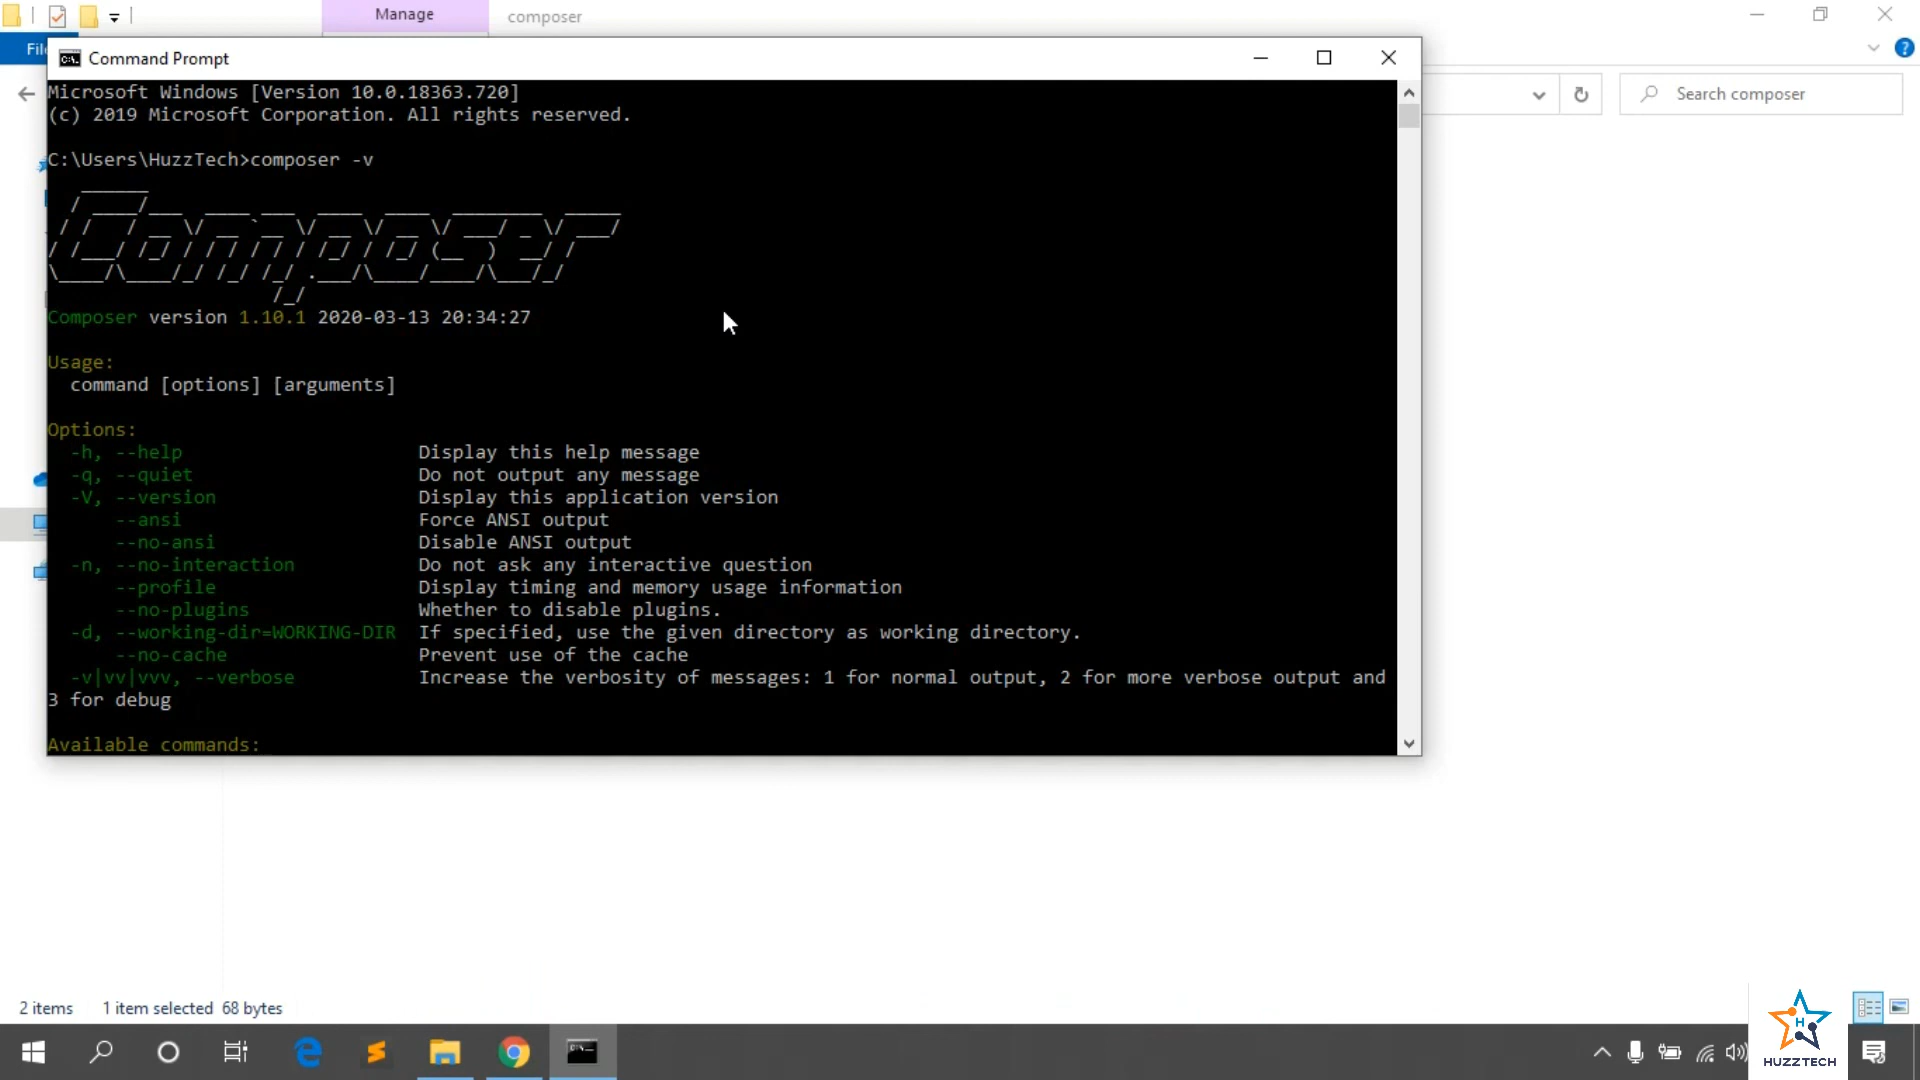 Manage
composer
File
Command Prompt
Search composer
Microsoft Windows [Version 10.0.18363.720]
(c) 2019 Microsoft Corporation. All rights reserved.
C:\Users\HuzzTech>composer -v
Composer
Composer version 1.10.1 2020-03-13 20:34:27
Usage:
command [options] [arguments]
Options:
-h, --help Display this help message
-q, --quiet Do not output any message
-V, --version Display this application version
--ansi Force ANSI output
--no-ansi Disable ANSI output
-n, --no-interaction Do not ask any interactive question
--profile Display timing and memory usage information
--no-plugins Whether to disable plugins.
-d, --working-dir=WORKING-DIR If specified, use the given directory as working directory.
--no-cache Prevent use of the cache
-v|vv|vvv, --verbose Increase the verbosity of messages: 1 for normal output, 2 for more verbose output and
3 for debug
Available commands:
2 items 1 item selected 68 bytes
H
HUZZTECH